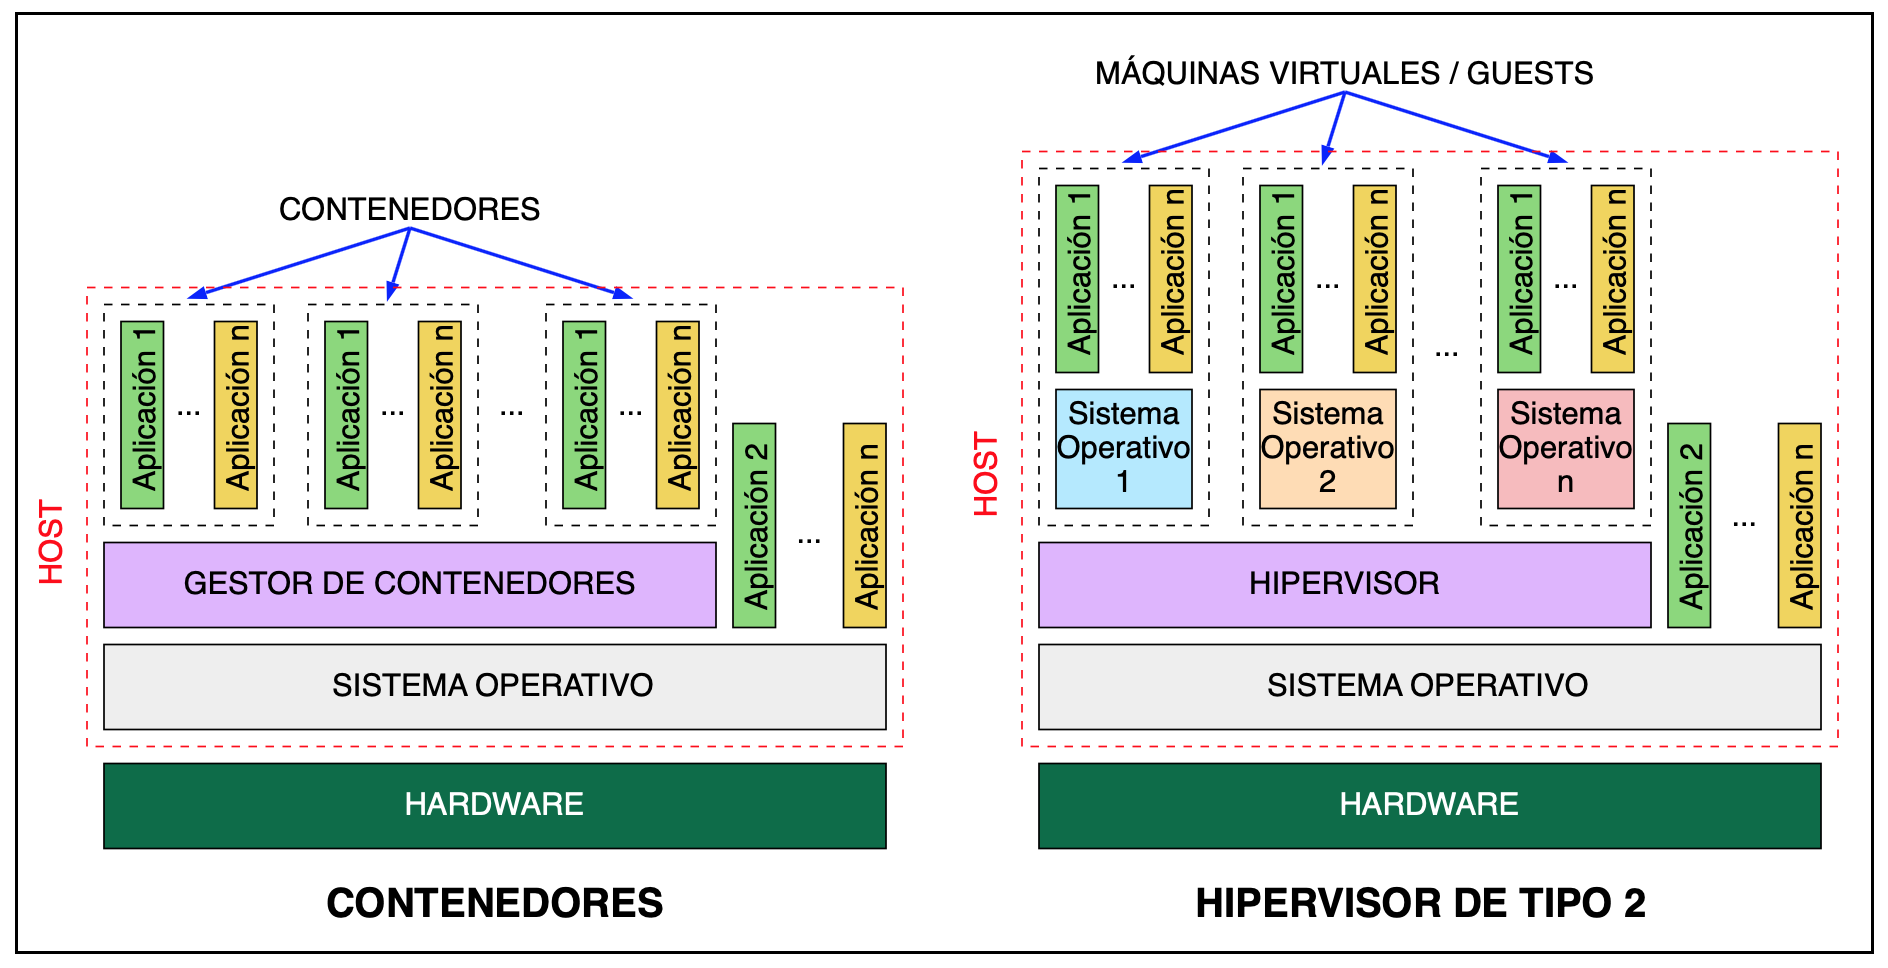 CONTENEDORES
Aplicación 1
...
Aplicación n
Aplicación 1
...
Aplicación n
...
Aplicación 1
...
Aplicación n
Aplicación 2
...
Aplicación n
HOST
GESTOR DE CONTENEDORES
SISTEMA OPERATIVO
HARDWARE
CONTENEDORES
MÁQUINAS VIRTUALES / GUESTS
Aplicación 1
...
Aplicación n
Sistema
Operativo
1
Aplicación 1
...
Aplicación n
Sistema
Operativo
2
...
Aplicación 1
...
Aplicación n
Sistema
Operativo
n
Aplicación 2
...
Aplicación n
HOST
HIPERVISOR
SISTEMA OPERATIVO
HARDWARE
HIPERVISOR DE TIPO 2